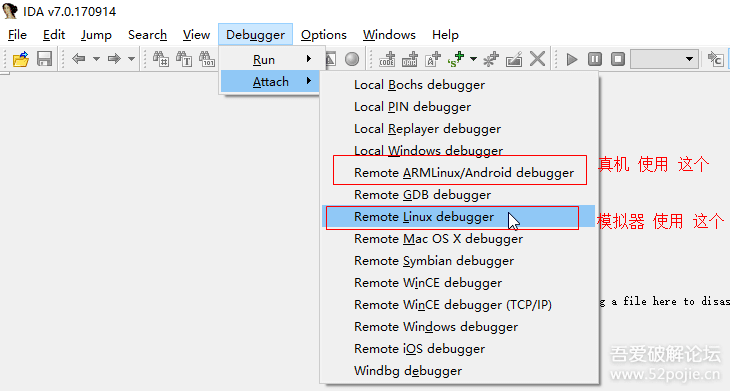 IDA v7.0.170914
File Edit Jump Search View Debugger Options Windows Help
Run
Attach
Local Bochs debugger
Local PIN debugger
Local Replayer debugger
Local Windows debugger
Remote ARMLinux/Android debugger
真机 使用 这个
Remote GDB debugger
Remote Linux debugger
模拟器 使用 这个
Remote Mac OS X debugger
Remote Symbian debugger
Remote WinCE debugger
Remote WinCE debugger (TCP/IP)
g a file here to disas
Remote Windows debugger
Remote iOS debugger
Windbg debugger
吾爱破解论坛
www.52pojie.cn